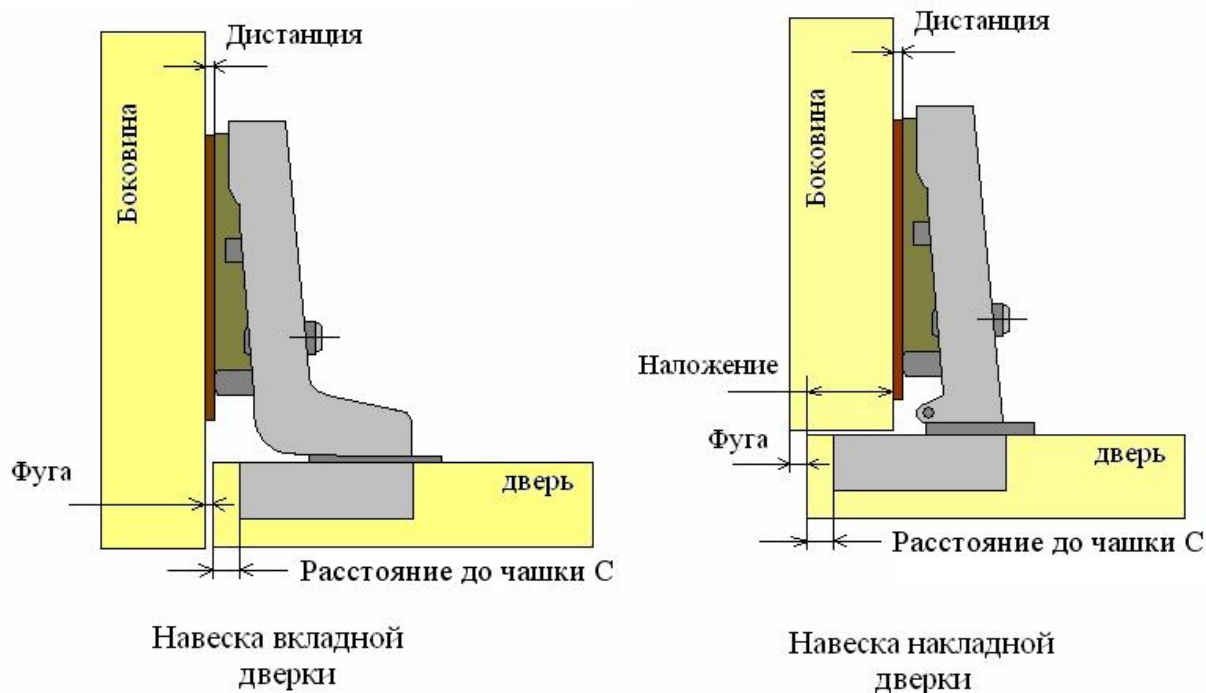 Дистанция
Боковина
Фуга
дверь
Расстояние до чашки С
Навеска вкладной
дверки
Дистанция
Боковина
Наложение
Фуга
дверь
Расстояние до чашки С
Навеска накладной
дверки